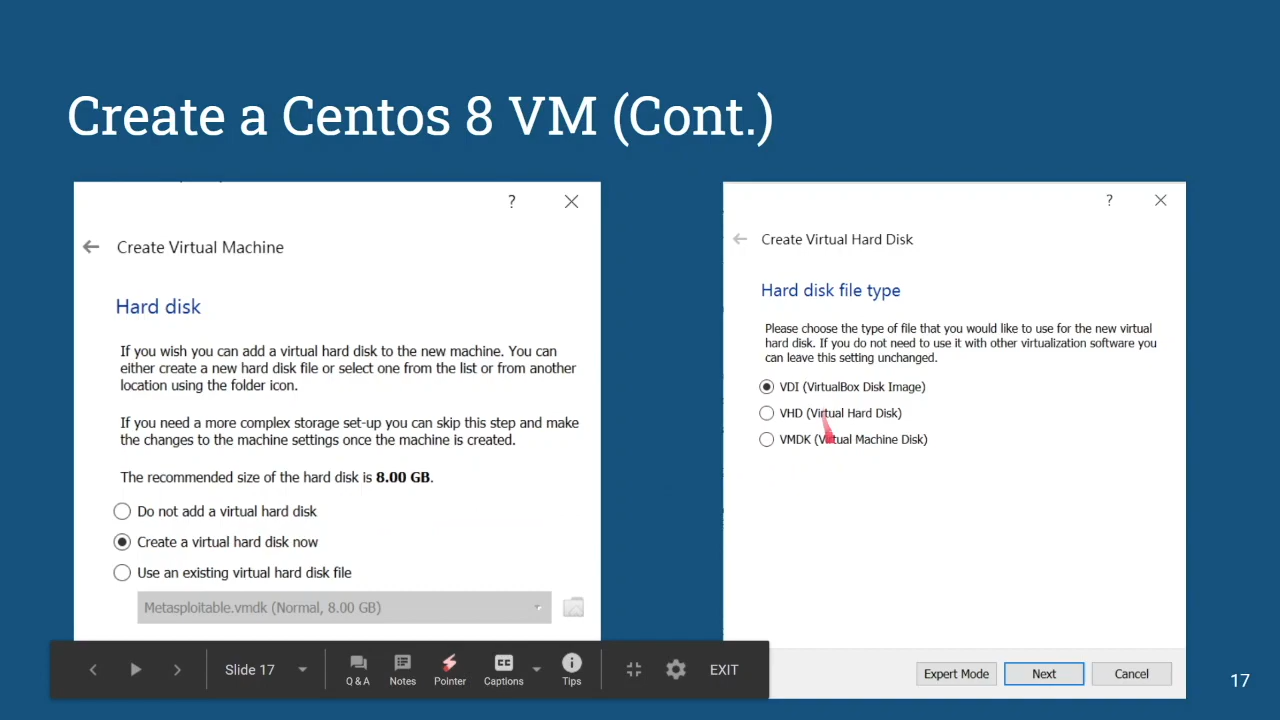 Create a Centos 8 VM (Cont.)
?
Create Virtual Machine
Hard disk
If you wish you can add a virtual hard disk to the new machine. You can
either create a new hard disk file or select one from the list or from another
location using the folder icon.
If you need a more complex storage set-up you can skip this step and make
the changes to the machine settings once the machine is created.
The recommended size of the hard disk is 8.00 GB.
Do not add a virtual hard disk
Create a virtual hard disk now
Use an existing virtual hard disk file
Metasploitable.vmdk (Normal, 8.00 GB)
?
Create Virtual Hard Disk
Hard disk file type
Please choose the type of file that you would like to use for the new virtual
hard disk. If you do not need to use it with other virtualization software you
can leave this setting unchanged.
VDI (VirtualBox Disk Image)
VHD (Virtual Hard Disk)
VMDK (Virtual Machine Disk)
Expert Mode
Next
Cancel
Slide 17
Q & A
Notes
Pointer
CC
Captions
Tips
EXIT
17